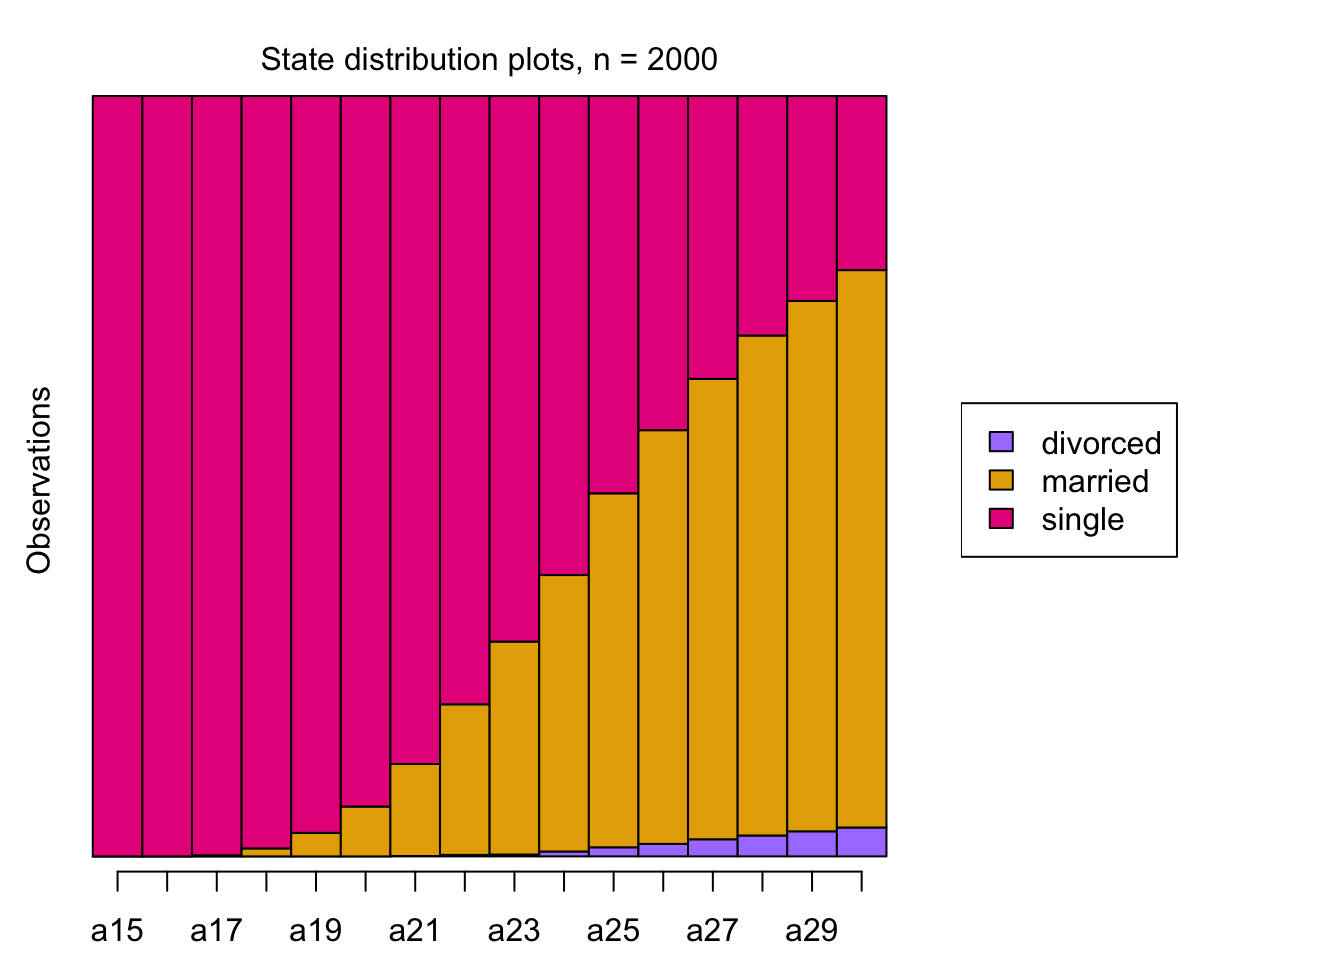 State distribution plots, n = 2000
Observations
divorced
married
single
a15 a17 a19 a21 a23 a25 a27 a29